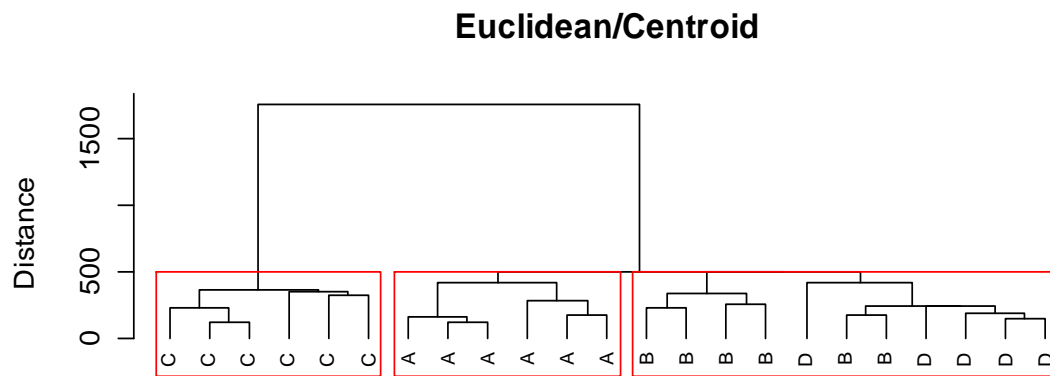 Euclidean/Centroid
1500
500
0
Distance
C C C C C C A A A A A A B B B B D B B D D D D